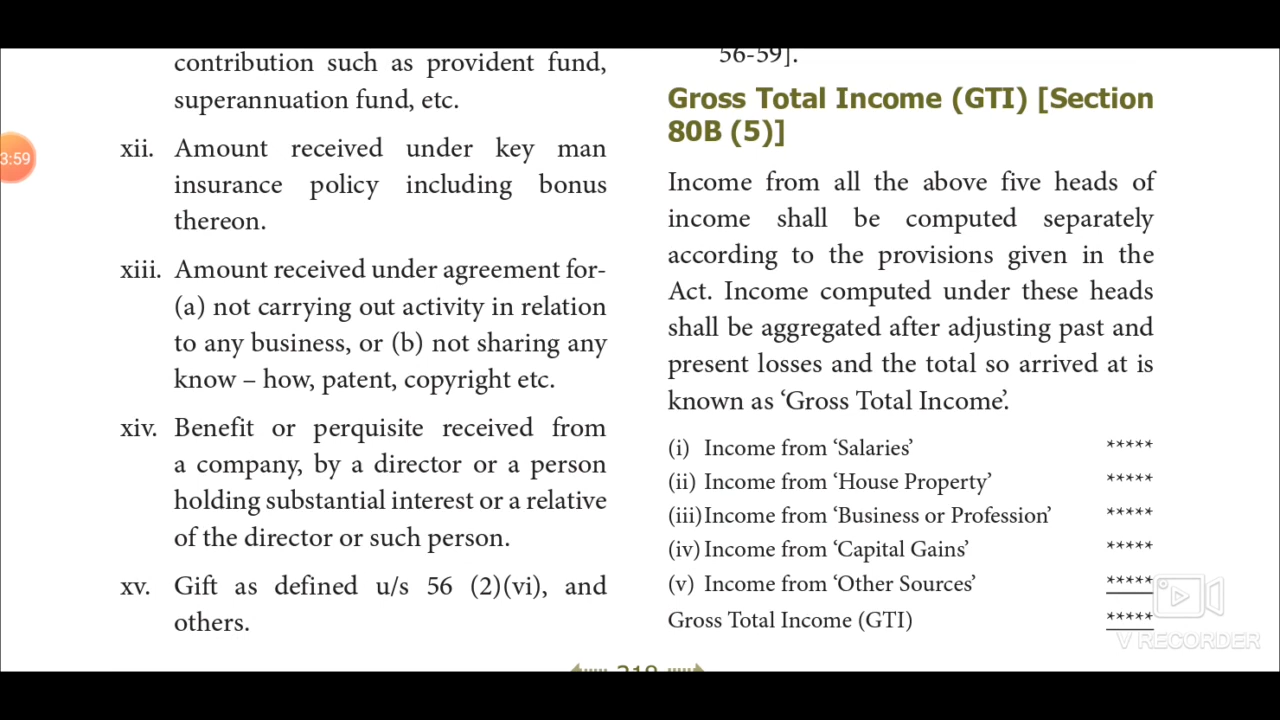 contribution such as provident fund,
superannuation fund, etc.
xii. Amount received under key man
insurance policy including bonus
thereon.
xiii. Amount received under agreement for-
(a) not carrying out activity in relation
to any business, or (b) not sharing any
know – how, patent, copyright etc.
xiv. Benefit or perquisite received from
a company, by a director or a person
holding substantial interest or a relative
of the director or such person.
xv. Gift as defined u/s 56 (2)(vi), and
others.
56-59].
Gross Total Income (GTI) [Section
80B (5)]
Income from all the above five heads of
income shall be computed separately
according to the provisions given in the
Act. Income computed under these heads
shall be aggregated after adjusting past and
present losses and the total so arrived at is
known as ‘Gross Total Income’.
(i) Income from ‘Salaries’ *****
(ii) Income from ‘House Property’ *****
(iii) Income from ‘Business or Profession’ *****
(iv) Income from ‘Capital Gains’ *****
(v) Income from ‘Other Sources’ *****
Gross Total Income (GTI) *****
3:59
V RECORDER